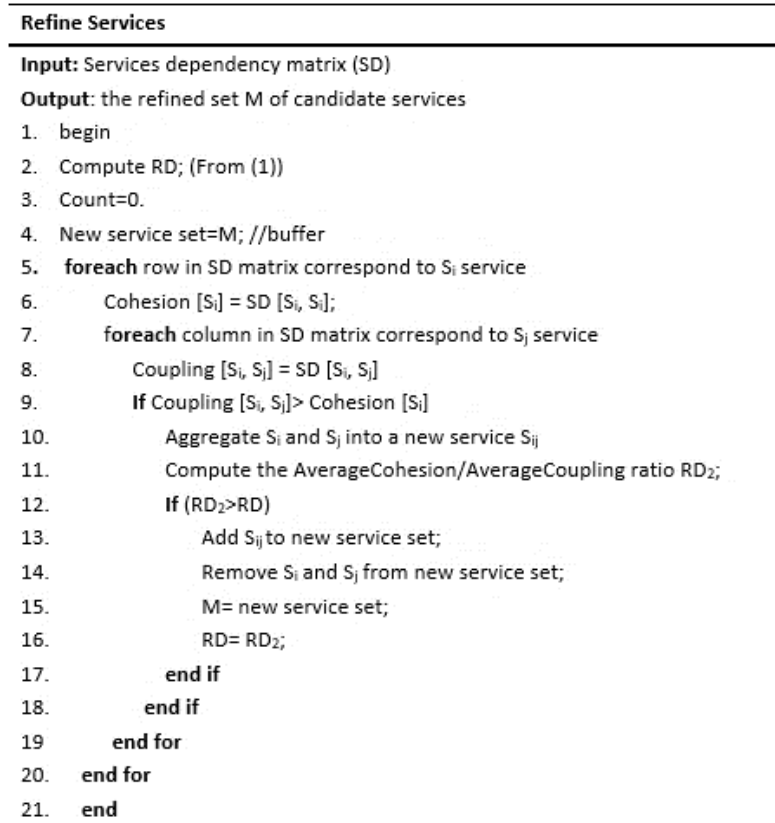 Refine Services
Input: Services dependency matrix (SD)
Output: the refined set M of candidate services
1. begin
2. Compute RD; (From (1))
3. Count=0.
4. New service set=M; //buffer
5. foreach row in SD matrix correspond to Si service
6. Cohesion [Si] = SD [Si, Si];
7. foreach column in SD matrix correspond to Sj service
8. Coupling [Si, Sj] = SD [Si, Sj]
9. If Coupling [Si, Sj]> Cohesion [Si]
10. Aggregate Si and Sj into a new service Sij
11. Compute the AverageCohesion/AverageCoupling ratio RD2;
12. If (RD2>RD)
13. Add Sij to new service set;
14. Remove Si and Sj from new service set;
15. M= new service set;
16. RD= RD2;
17. end if
18. end if
19 end for
20. end for
21. end